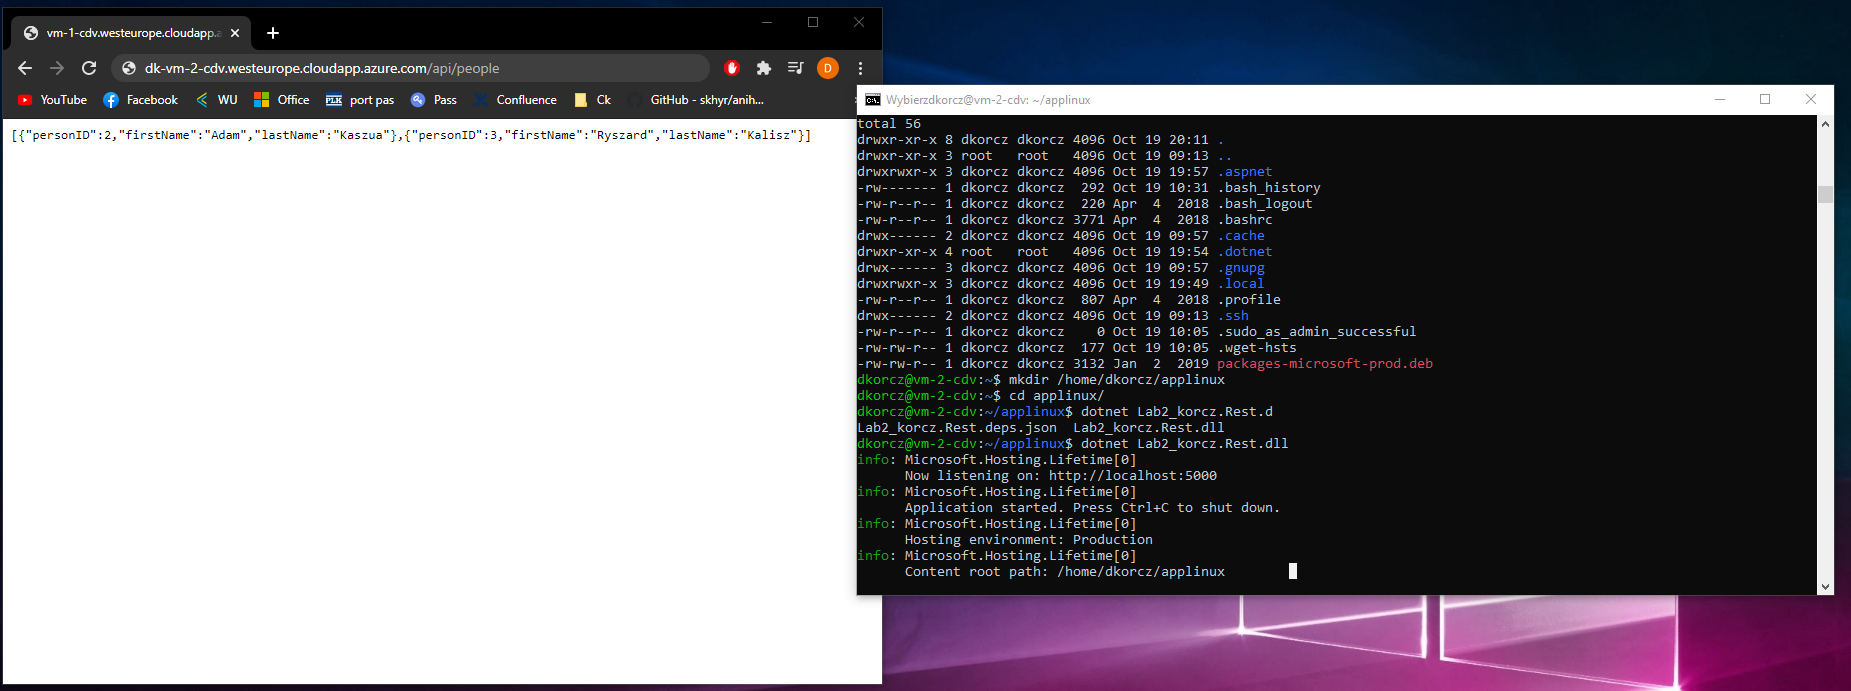 vm-1-cdv.westeurope.cloudapp.a
dk-vm-2-cdv.westeurope.cloudapp.azure.com/api/people
D
YouTube Facebook WU Office PLK port pas Pass Confluence Ck GitHub - skhyr/anih...
[{"personID":2,"firstName":"Adam","lastName":"Kaszua"},{"personID":3,"firstName":"Ryszard","lastName":"Kalisz"}]
Wybierzdkorcz@vm-2-cdv: ~/applinux
total 56
drwxr-xr-x 8 dkorcz dkorcz 4096 Oct 19 20:11 .
drwxr-xr-x 3 root   root   4096 Oct 19 09:13 ..
drwxrwxr-x 3 dkorcz dkorcz 4096 Oct 19 19:57 .aspnet
-rw------- 1 dkorcz dkorcz  292 Oct 19 10:31 .bash_history
-rw-r--r-- 1 dkorcz dkorcz  220 Apr  4  2018 .bash_logout
-rw-r--r-- 1 dkorcz dkorcz 3771 Apr  4  2018 .bashrc
drwx------ 2 dkorcz dkorcz 4096 Oct 19 09:57 .cache
drwxr-xr-x 4 root   root   4096 Oct 19 19:54 .dotnet
drwx------ 3 dkorcz dkorcz 4096 Oct 19 09:57 .gnupg
drwxrwxr-x 3 dkorcz dkorcz 4096 Oct 19 19:49 .local
-rw-r--r-- 1 dkorcz dkorcz  807 Apr  4  2018 .profile
drwx------ 2 dkorcz dkorcz 4096 Oct 19 09:13 .ssh
-rw-r--r-- 1 dkorcz dkorcz    0 Oct 19 10:05 .sudo_as_admin_successful
-rw-rw-r-- 1 dkorcz dkorcz  177 Oct 19 10:05 .wget-hsts
-rw-rw-r-- 1 dkorcz dkorcz 3132 Jan  2  2019 packages-microsoft-prod.deb
dkorcz@vm-2-cdv:~$ mkdir /home/dkorcz/applinux
dkorcz@vm-2-cdv:~$ cd applinux/
dkorcz@vm-2-cdv:~/applinux$ dotnet Lab2_korcz.Rest.d
Lab2_korcz.Rest.deps.json  Lab2_korcz.Rest.dll
dkorcz@vm-2-cdv:~/applinux$ dotnet Lab2_korcz.Rest.dll
info: Microsoft.Hosting.Lifetime[0]
      Now listening on: http://localhost:5000
info: Microsoft.Hosting.Lifetime[0]
      Application started. Press Ctrl+C to shut down.
info: Microsoft.Hosting.Lifetime[0]
      Hosting environment: Production
info: Microsoft.Hosting.Lifetime[0]
      Content root path: /home/dkorcz/applinux